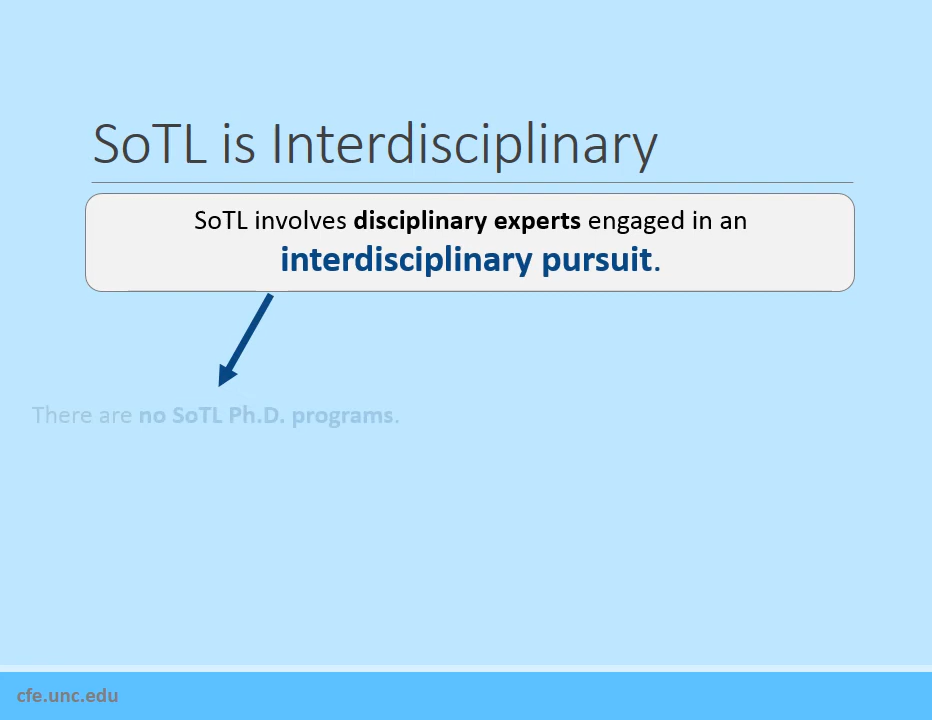 SoTL is Interdisciplinary
SoTL involves disciplinary experts engaged in an
interdisciplinary pursuit.
There are no SoTL Ph.D. programs.
cfe.unc.edu